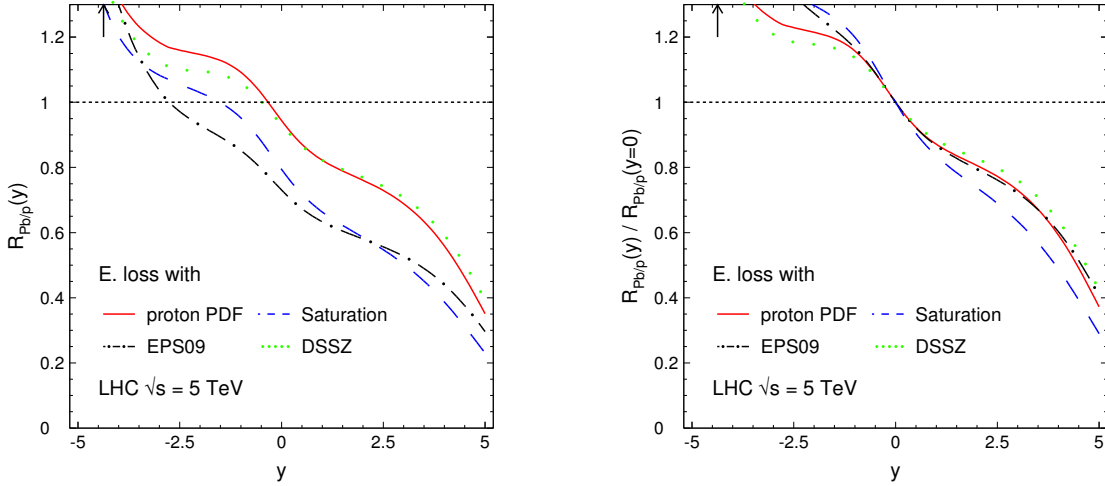 1.2
1
0.8
0.6
0.4
0.2
0
R_Pb/p(y)
E. loss with
proton PDF
Saturation
EPS09
DSSZ
LHC √s = 5 TeV
-5
-2.5
0
2.5
5
y
1.2
1
0.8
0.6
0.4
0.2
0
R_Pb/p(y) / R_Pb/p(y=0)
E. loss with
proton PDF
Saturation
EPS09
DSSZ
LHC √s = 5 TeV
-5
-2.5
0
2.5
5
y